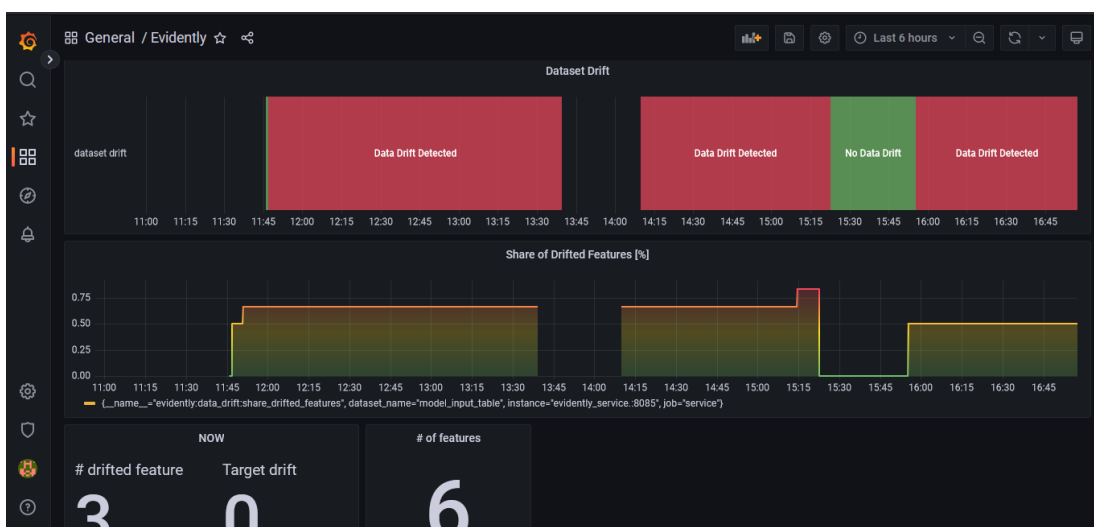 General / Evidently
Last 6 hours
Dataset Drift
dataset drift
Data Drift Detected
Data Drift Detected
No Data Drift
Data Drift Detected
11:00 11:15 11:30 11:45 12:00 12:15 12:30 12:45 13:00 13:15 13:30 13:45 14:00 14:15 14:30 14:45 15:00 15:15 15:30 15:45 16:00 16:15 16:30 16:45
Share of Drifted Features [%]
0.75
0.50
0.25
0.00
11:00 11:15 11:30 11:45 12:00 12:15 12:30 12:45 13:00 13:15 13:30 13:45 14:00 14:15 14:30 14:45 15:00 15:15 15:30 15:45 16:00 16:15 16:30 16:45
{__name__="evidently:data_drift:share_drifted_features", dataset_name="model_input_table", instance="evidently_service.:8085", job="service"}
NOW
# of features
# drifted feature
Target drift
3
0
6